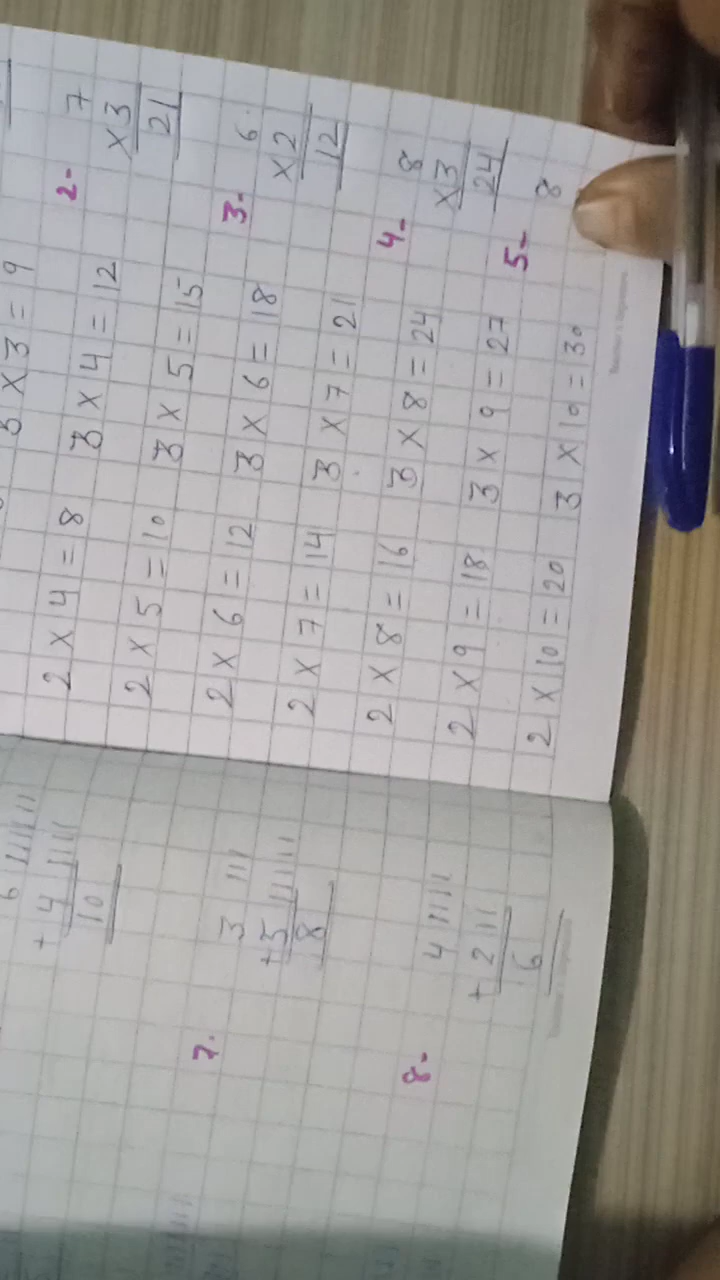 6
+ 4
10
7.
3
+ 5
8
8-
4
+ 2
6
2 x 4 = 8
2 x 5 = 10
2 x 6 = 12
2 x 7 = 14
2 x 8 = 16
2 x 9 = 18
2 x 10 = 20
3 x 3 = 9
3 x 4 = 12
3 x 5 = 15
3 x 6 = 18
3 x 7 = 21
3 x 8 = 24
3 x 9 = 27
3 x 10 = 30
2- 7
x3
21
3- 6
x2
12
4- 8
x3
24
5- 8